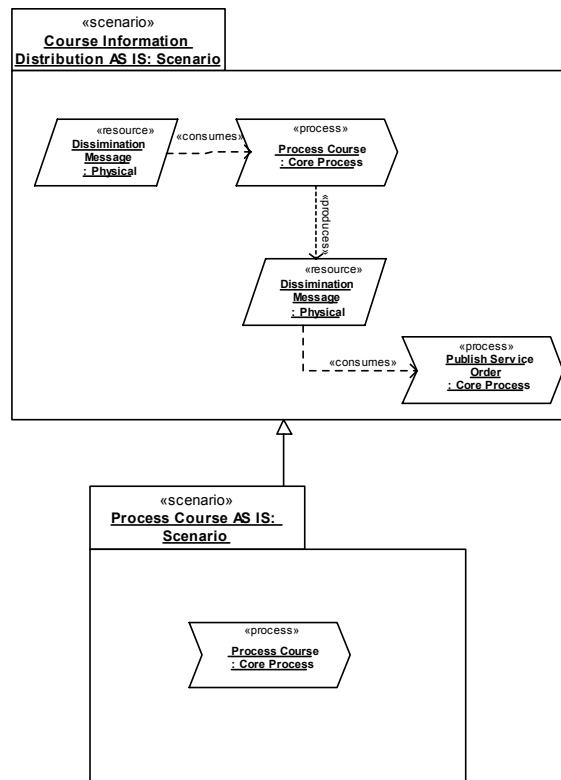 «scenario»
Course Information
Distribution AS IS: Scenario
«resource»
Dissimination
Message
: Physical
«consumes»
«process»
Process Course
: Core Process
«produces»
«resource»
Dissimination
Message
: Physical
«consumes»
«process»
Publish Service
Order
: Core Process
«scenario»
Process Course AS IS:
Scenario
«process»
Process Course
: Core Process